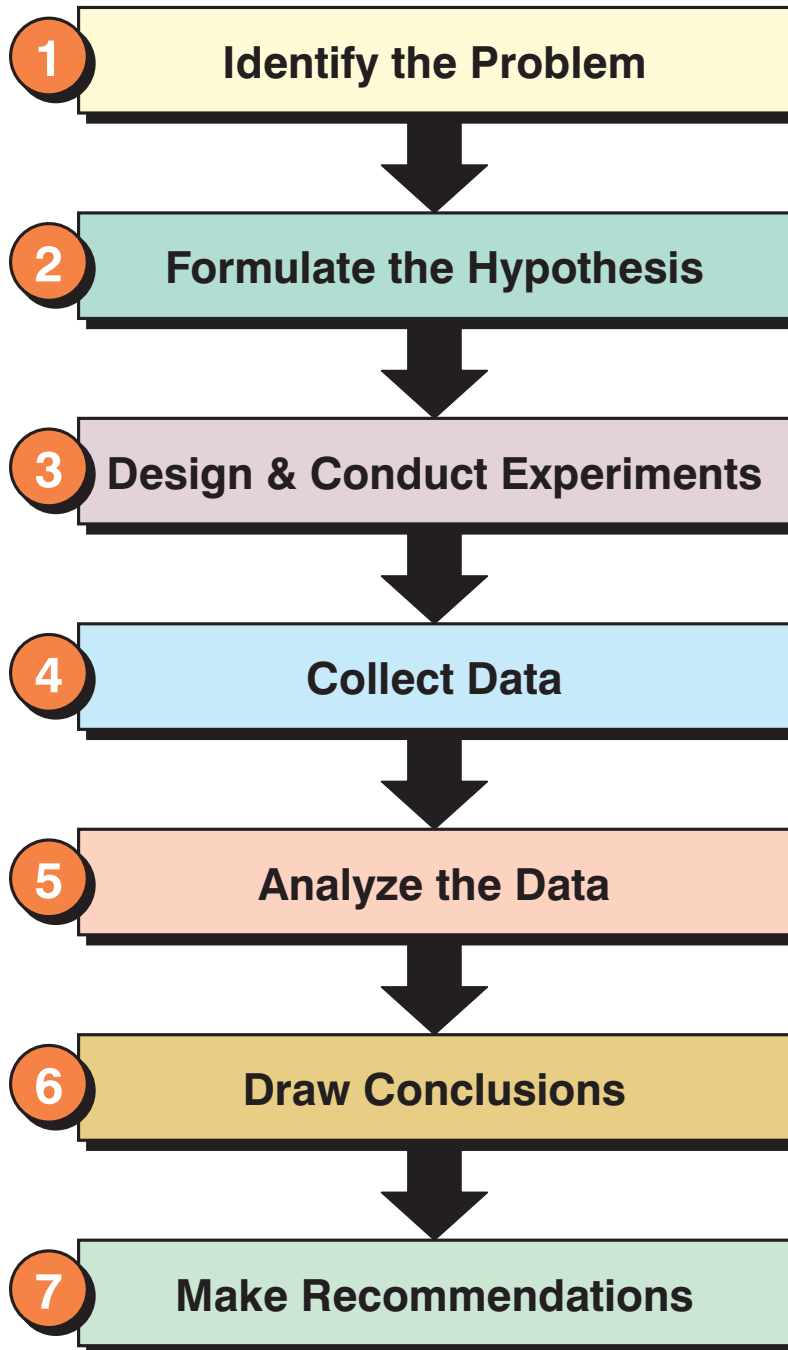 1 Identify the Problem
2 Formulate the Hypothesis
3 Design & Conduct Experiments
4 Collect Data
5 Analyze the Data
6 Draw Conclusions
7 Make Recommendations